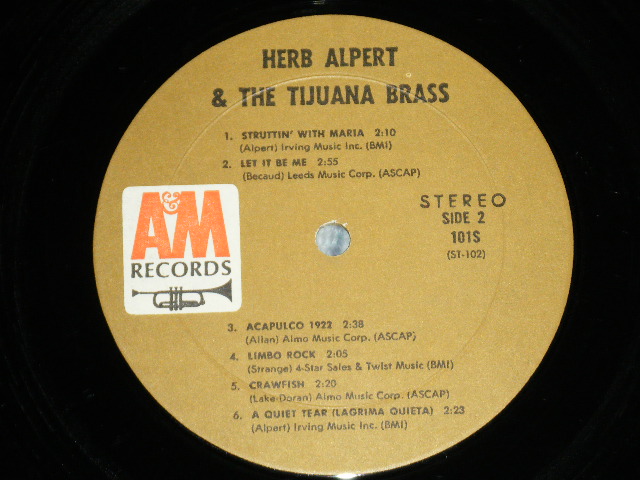 HERB ALPERT
& THE TIJUANA BRASS
1. STRUTTIN' WITH MARIA 2:10
(Alpert) Irving Music Inc. (BMI)
2. LET IT BE ME 2:55
(Becaud) Leeds Music Corp. (ASCAP)
STEREO
SIDE 2
101S
(ST-102)
A&M
RECORDS
3. ACAPULCO 1922 2:38
(Allan) Almo Music Corp. (ASCAP)
4. LIMBO ROCK 2:05
(Strange) 4-Star Sales & Twist Music (BMI)
5. CRAWFISH 2:20
(Lake-Doran) Almo Music Corp. (ASCAP)
6. A QUIET TEAR (LAGRIMA QUIETA) 2:23
(Alpert) Irving Music Inc. (BMI)